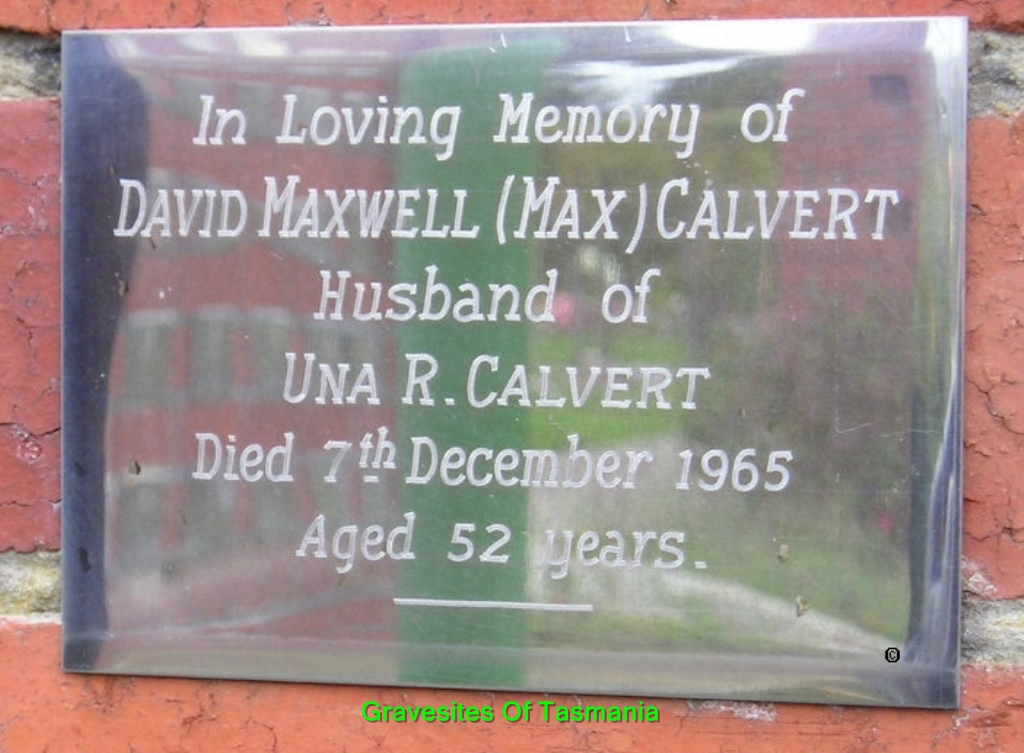 In Loving Memory of
DAVID MAXWELL (MAX) CALVERT
Husband of
UNA R. CALVERT
Died 7th December 1965
Aged 52 years.
©
Gravesites Of Tasmania